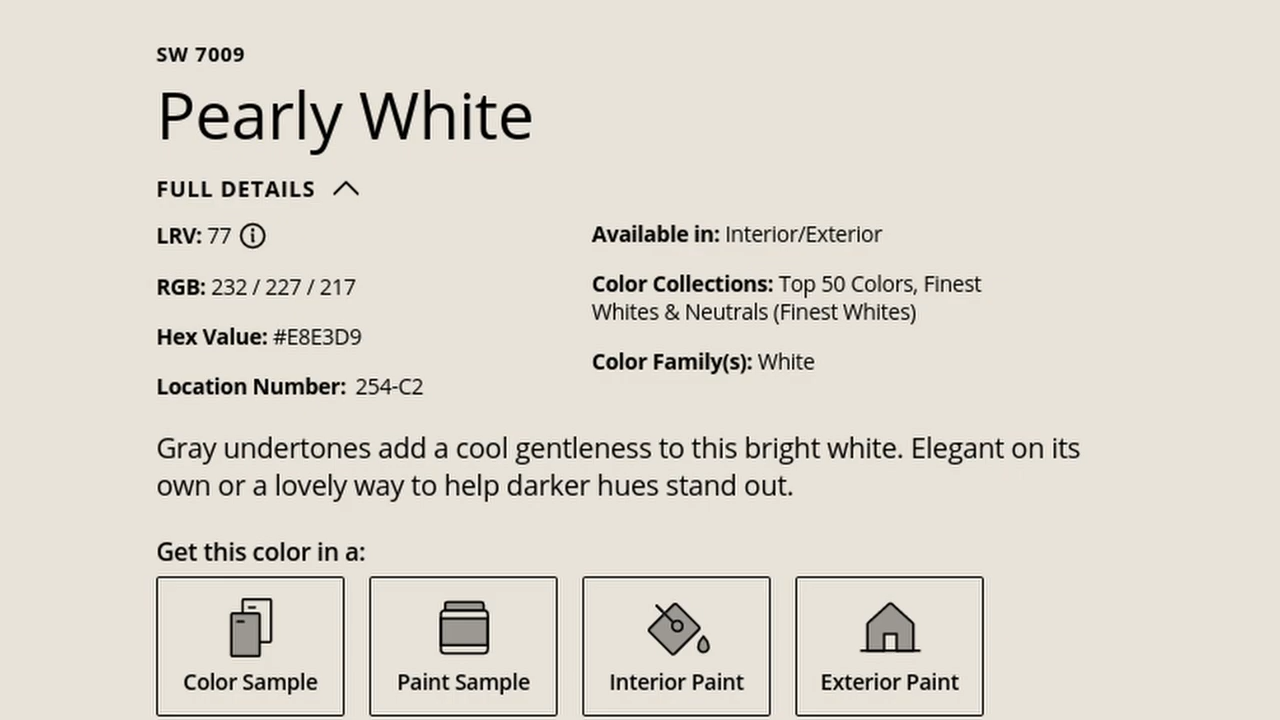 SW 7009
Pearly White
FULL DETAILS
LRV: 77
RGB: 232 / 227 / 217
Hex Value: #E8E3D9
Location Number: 254-C2
Available in: Interior/Exterior
Color Collections: Top 50 Colors, Finest
Whites & Neutrals (Finest Whites)
Color Family(s): White
Gray undertones add a cool gentleness to this bright white. Elegant on its
own or a lovely way to help darker hues stand out.
Get this color in a:
Color Sample
Paint Sample
Interior Paint
Exterior Paint